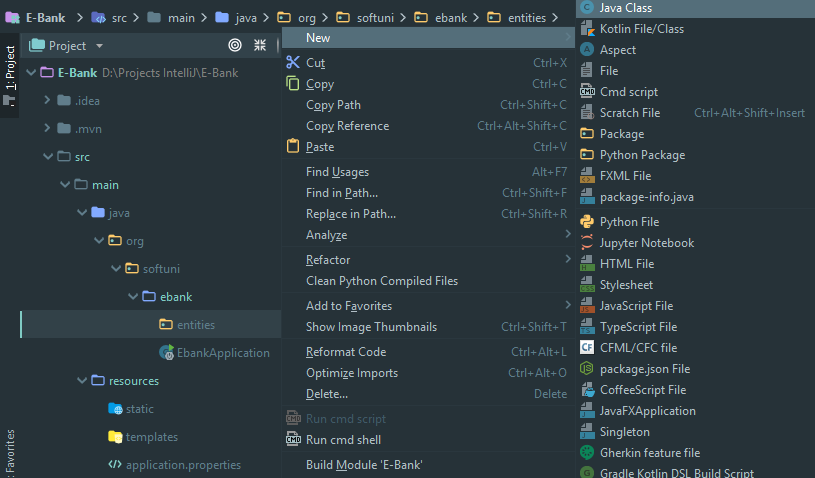 E-Bank src main java org softuni ebank entities
1: Project
Project
E-Bank D:\Projects IntelliJ\E-Bank
.idea
.mvn
src
main
java
org
softuni
ebank
entities
EbankApplication
resources
static
templates
application.properties
: Favorites
New
Cut Ctrl+X
Copy Ctrl+C
Copy Path Ctrl+Shift+C
Copy Reference Ctrl+Alt+Shift+C
Paste Ctrl+V
Find Usages Alt+F7
Find in Path... Ctrl+Shift+F
Replace in Path... Ctrl+Shift+R
Analyze
Refactor
Clean Python Compiled Files
Add to Favorites
Show Image Thumbnails Ctrl+Shift+T
Reformat Code Ctrl+Alt+L
Optimize Imports Ctrl+Alt+O
Delete... Delete
Run cmd script
Run cmd shell
Build Module 'E-Bank'
Java Class
Kotlin File/Class
Aspect
File
Cmd script
Scratch File Ctrl+Alt+Shift+Insert
Package
Python Package
FXML File
package-info.java
Python File
Jupyter Notebook
HTML File
Stylesheet
JavaScript File
TypeScript File
CFML/CFC file
package.json File
CoffeeScript File
JavaFXApplication
Singleton
Gherkin feature file
Gradle Kotlin DSL Build Script